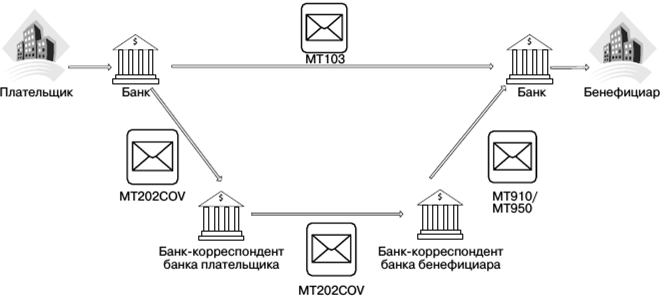 MT103
Плательщик
Банк
Банк
Бенефициар
MT202COV
MT910/
MT950
Банк-корреспондент
банка плательщика
Банк-корреспондент
банка бенефициара
MT202COV